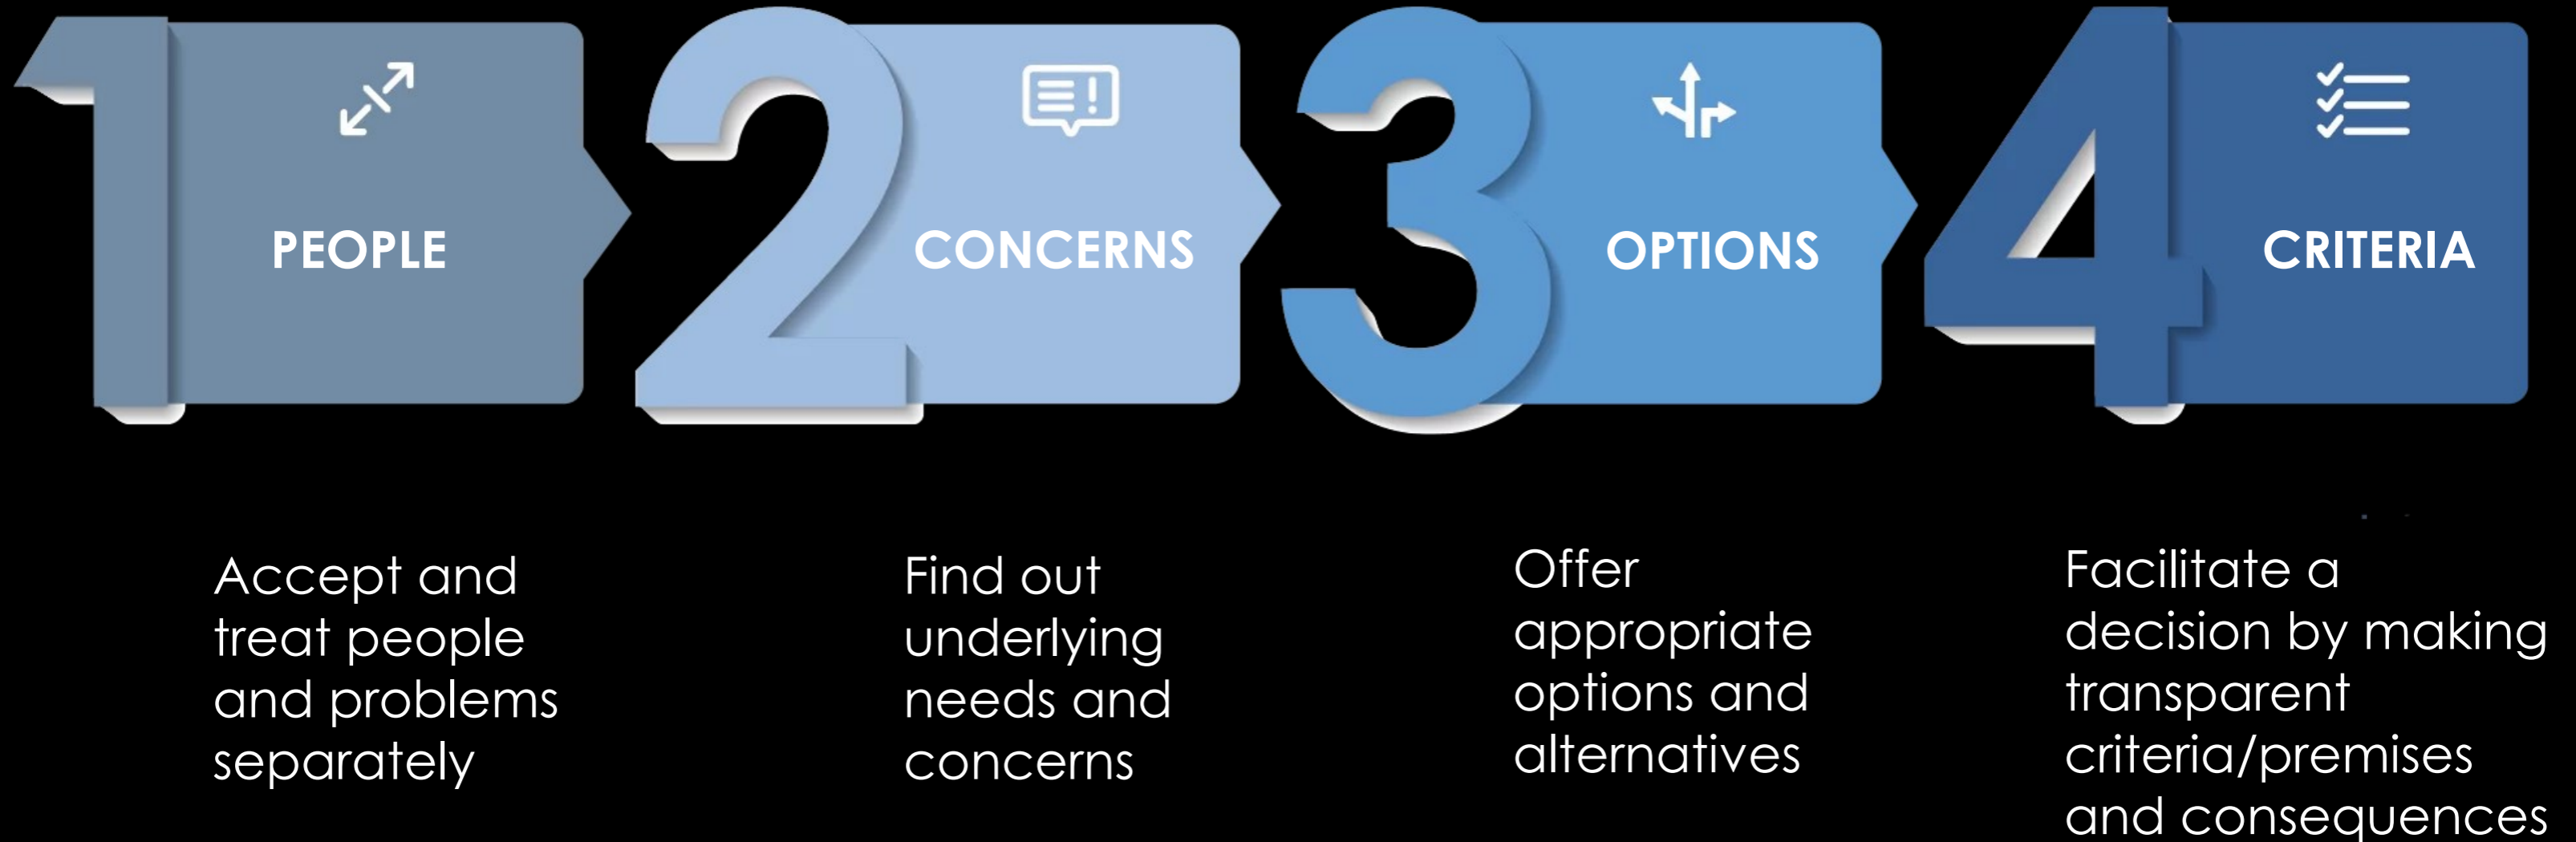 1
PEOPLE
Accept and
treat people
and problems
separately
2
CONCERNS
Find out
underlying
needs and
concerns
3
OPTIONS
Offer
appropriate
options and
alternatives
4
CRITERIA
Facilitate a
decision by making
transparent
criteria/premises
and consequences